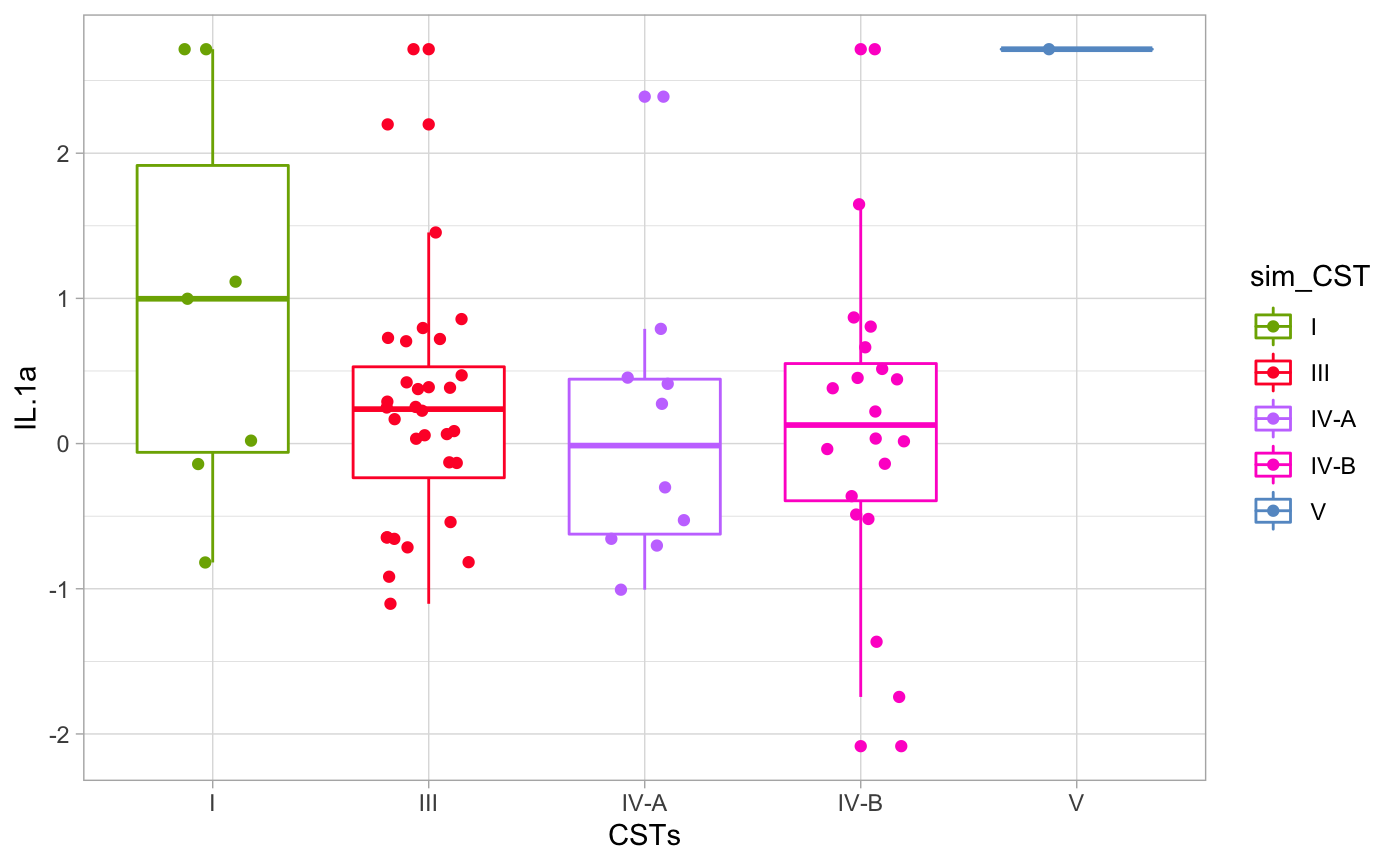 IL.1a
2
1
0
-1
-2
I III IV-A IV-B V
CSTs
sim_CST
I
III
IV-A
IV-B
V